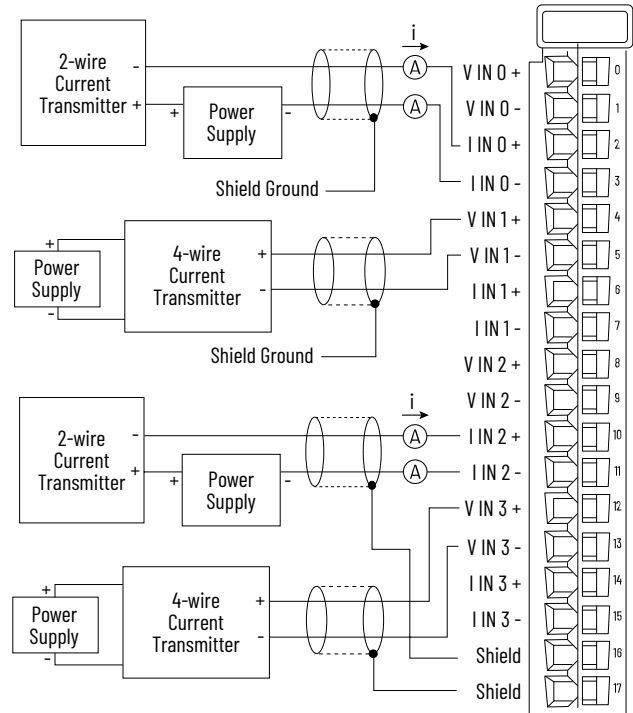 2-wire
Current
Transmitter
-
+
+
Power
Supply
-
i
A
A
Shield Ground
V IN 0 +
V IN 0 -
I IN 0 +
I IN 0 -
0
1
2
3
+
Power
Supply
-
4-wire
Current
Transmitter
+
-
Shield Ground
V IN 1 +
V IN 1 -
I IN 1 +
I IN 1 -
4
5
6
7
V IN 2 +
V IN 2 -
8
9
2-wire
Current
Transmitter
-
+
+
Power
Supply
-
i
A
A
I IN 2 +
I IN 2 -
10
11
+
Power
Supply
-
4-wire
Current
Transmitter
+
-
V IN 3 +
V IN 3 -
I IN 3 +
I IN 3 -
Shield
Shield
12
13
14
15
16
17